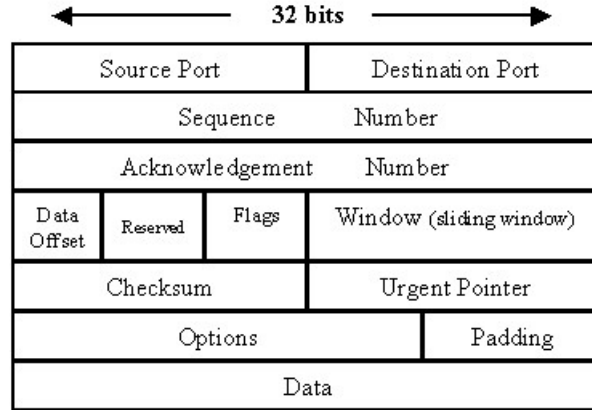 32 bits
Source Port Destination Port
Sequence Number
Acknowledgement Number
Data Offset Reserved Flags Window (sliding window)
Checksum Urgent Pointer
Options Padding
Data